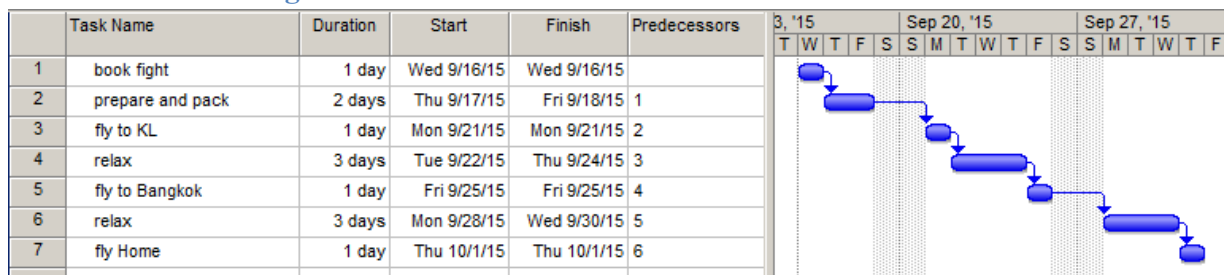 Task Name Duration Start Finish Predecessors 3, '15 Sep 20, '15 Sep 27, '15
T W T F S S M T W T F S S M T W T F
1 book fight 1 day Wed 9/16/15 Wed 9/16/15
2 prepare and pack 2 days Thu 9/17/15 Fri 9/18/15 1
3 fly to KL 1 day Mon 9/21/15 Mon 9/21/15 2
4 relax 3 days Tue 9/22/15 Thu 9/24/15 3
5 fly to Bangkok 1 day Fri 9/25/15 Fri 9/25/15 4
6 relax 3 days Mon 9/28/15 Wed 9/30/15 5
7 fly Home 1 day Thu 10/1/15 Thu 10/1/15 6